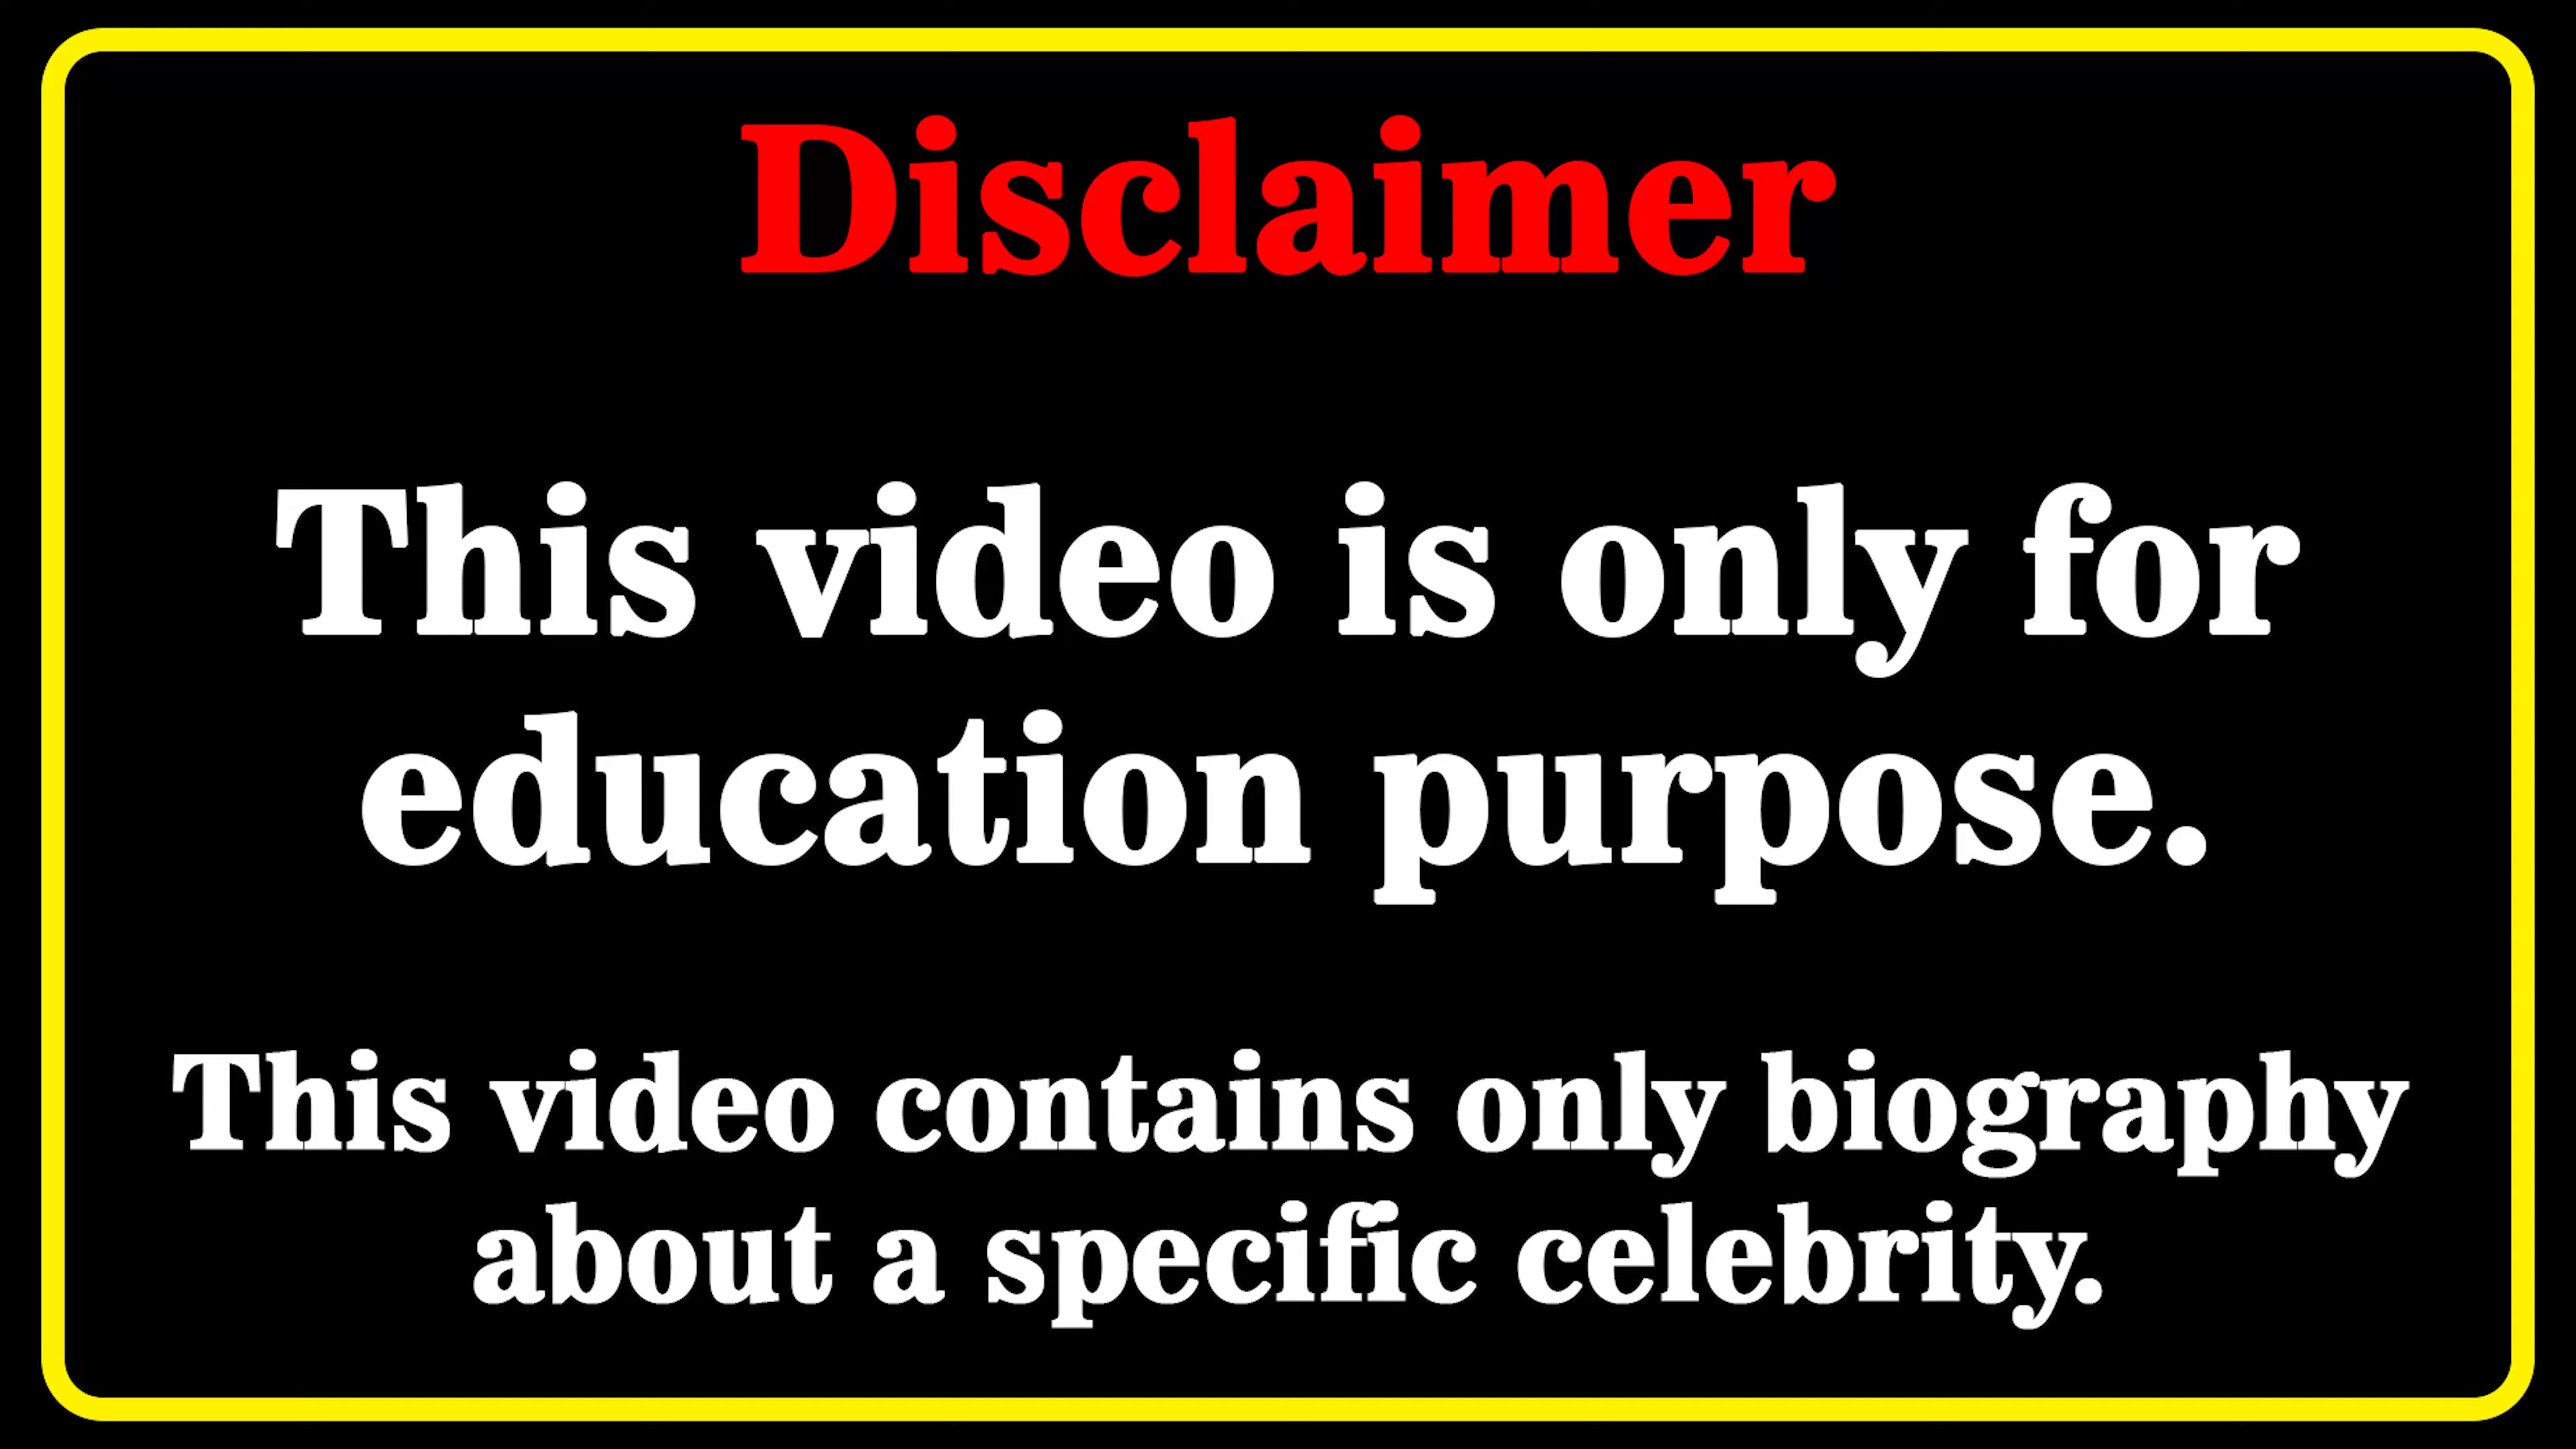 Disclaimer
This video is only for
education purpose.
This video contains only biography
about a specific celebrity.